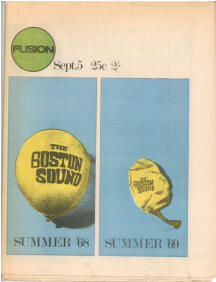 FUSION
Sept.5 25c 2/-
THE
BOSTON
SOUND
SUMMER '68
THE
BOSTON
SOUND
SUMMER '69